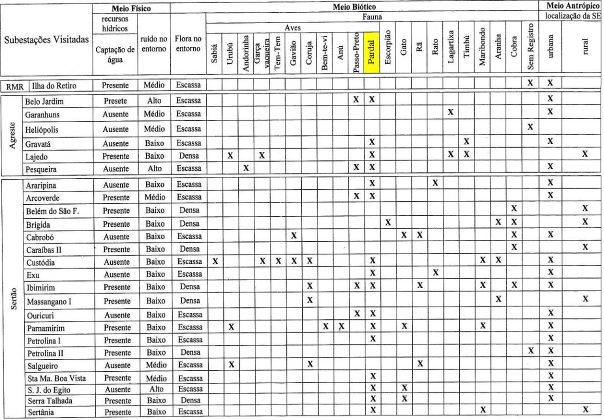 Meio Físico Meio Biótico Meio Antrópico
Substações Visitadas recursos hídricos ruído no entorno Flora no entorno Fauna localização da SE
Captação de água Aves
Sabiá Urubú Andorinha Garça vaqueira Tem-Tem Gavião Coruja Bem-te-vi Anú Passo-Preto Pardal Escorpião Gato Rã Rato Lagartixa Timbú Maribondo Aranha Cobra Sem Registro urbana rural
RMR Ilha do Retiro Presente Médio Escassa X X
Agreste
Belo Jardim Presete Alto Escassa X X X
Garanhuns Ausente Médio Escassa X X
Heliópolis Ausente Médio Escassa X
Gravatá Ausente Baixo Escassa X X X
Lajedo Presente Baixo Densa X X X X X X
Pesqueira Ausente Alto Escassa X X X X
Sertão
Araripina Ausente Baixo Escassa X X X
Arcoverde Presente Médio Escassa X X X
Belém do São F. Presente Baixo Densa X X
Brígida Presente Baixo Densa X X X X
Cabrobó Ausente Baixo Escassa X X X X
Caraíbas II Presente Baixo Densa X X
Custódia Ausente Baixo Escassa X X X X X X X X X
Exu Ausente Baixo Escassa X X X
Ibimirim Presente Baixo Densa X X X X X X X
Massangano I Presente Baixo Densa X X X
Ouricuri Ausente Baixo Escassa X X X
Parnamirim Presente Baixo Escassa X X X X X X X
Petrolina I Presente Baixo Escassa X X
Petrolina II Presente Baixo Densa X X
Salgueiro Presente Médio Escassa X X X X
Sta Ma. Boa Vista Presente Médio Escassa X X
S. J. do Egito Ausente Alto Escassa X X X
Serra Talhada Presente Baixo Densa X X X
Sertânia Presente Baixo Escassa X X X